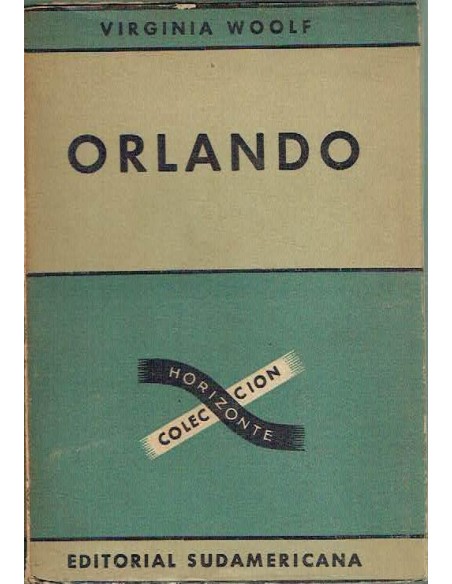 VIRGINIA WOOLF
ORLANDO
HORIZONTE
COLECCION
EDITORIAL SUDAMERICANA